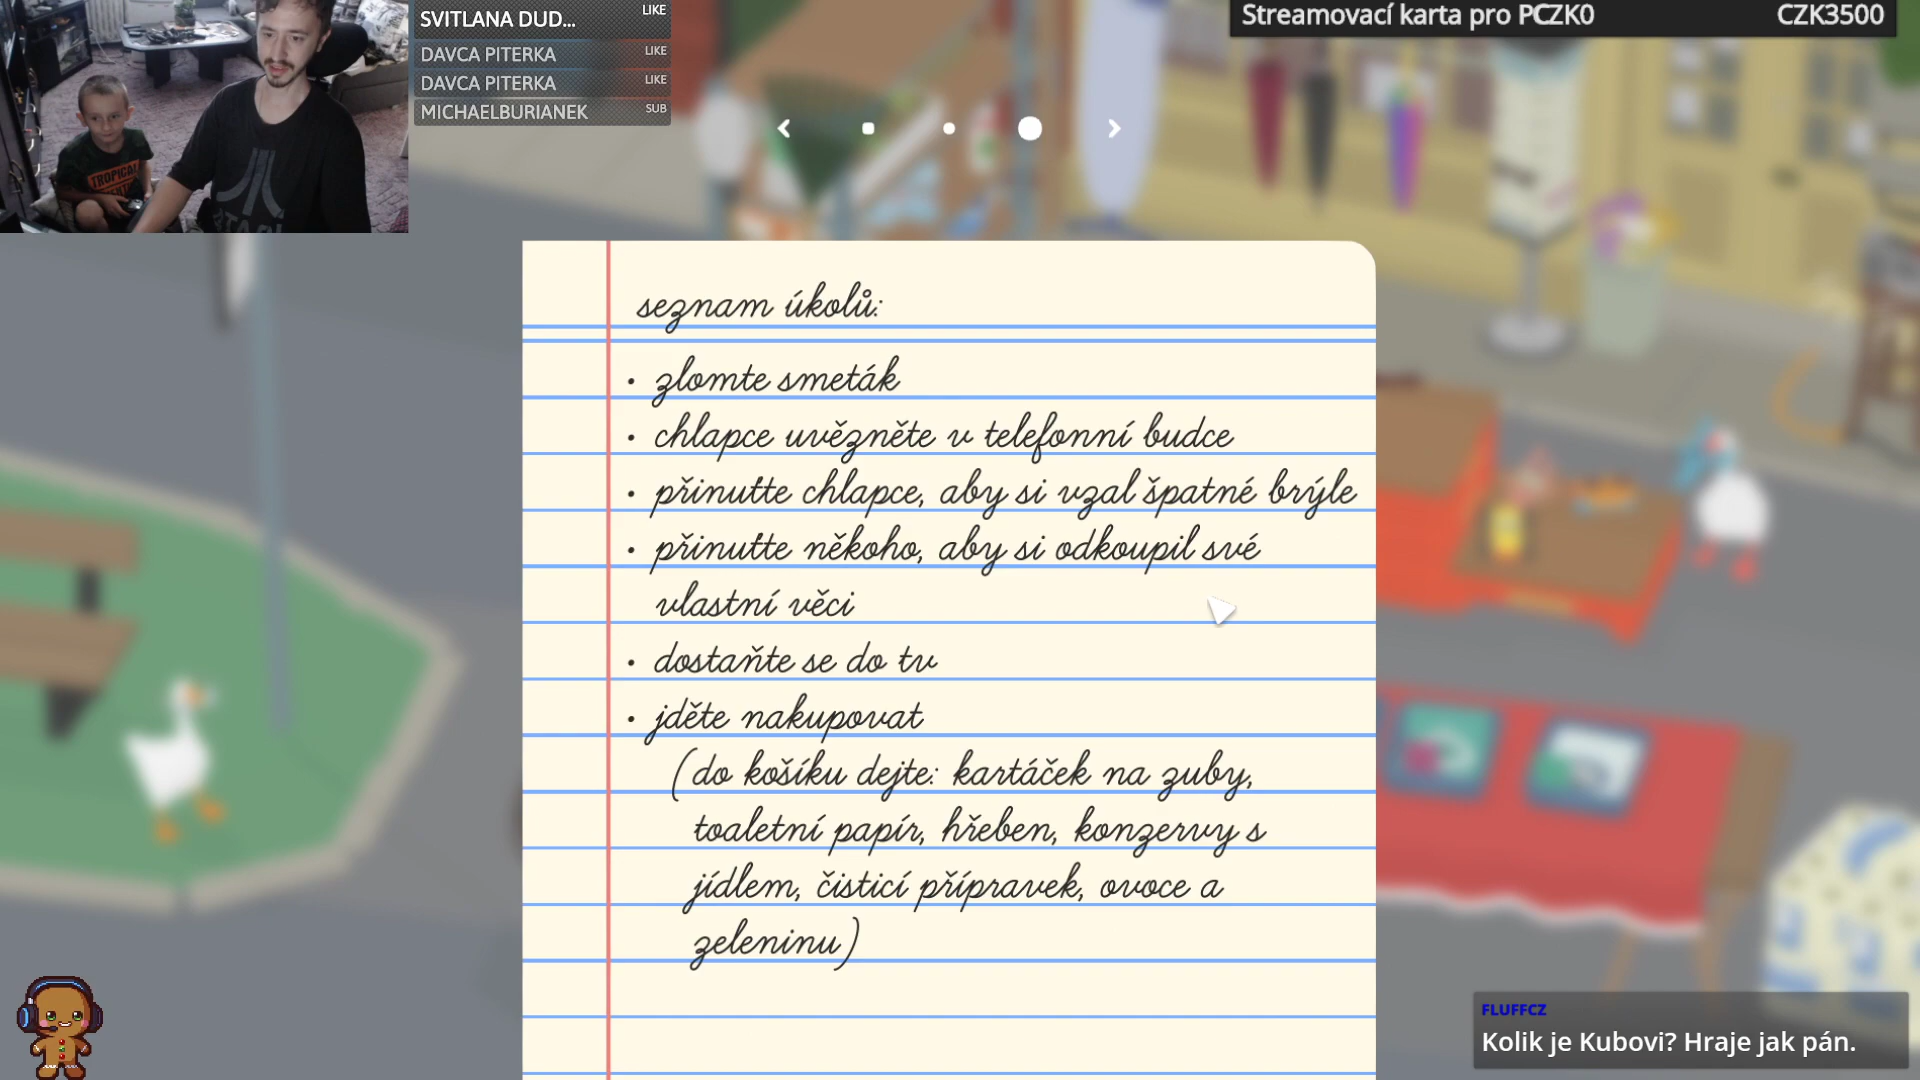 SVITLANA DUD... LIKE
DAVCA PITERKA LIKE
DAVCA PITERKA LIKE
MICHAELBURIANEK SUB
Streamovací karta pro PCZK0 CZK3500
TROPICAL
ATARI
seznam úkolů:
• zlomte smeták
• chlapce uvězněte v telefonní budce
• přinuťte chlapce, aby si vzal špatné brýle
• přinuťte někoho, aby si odkoupil své
vlastní věci
• dostaňte se do tv
• jděte nakupovat
(do košíku dejte: kartáček na zuby,
toaletní papír, hřeben, konzervy s
jídlem, čisticí přípravek, ovoce a
zeleninu)
FLUFFCZ
Kolik je Kubovi? Hraje jak pán.